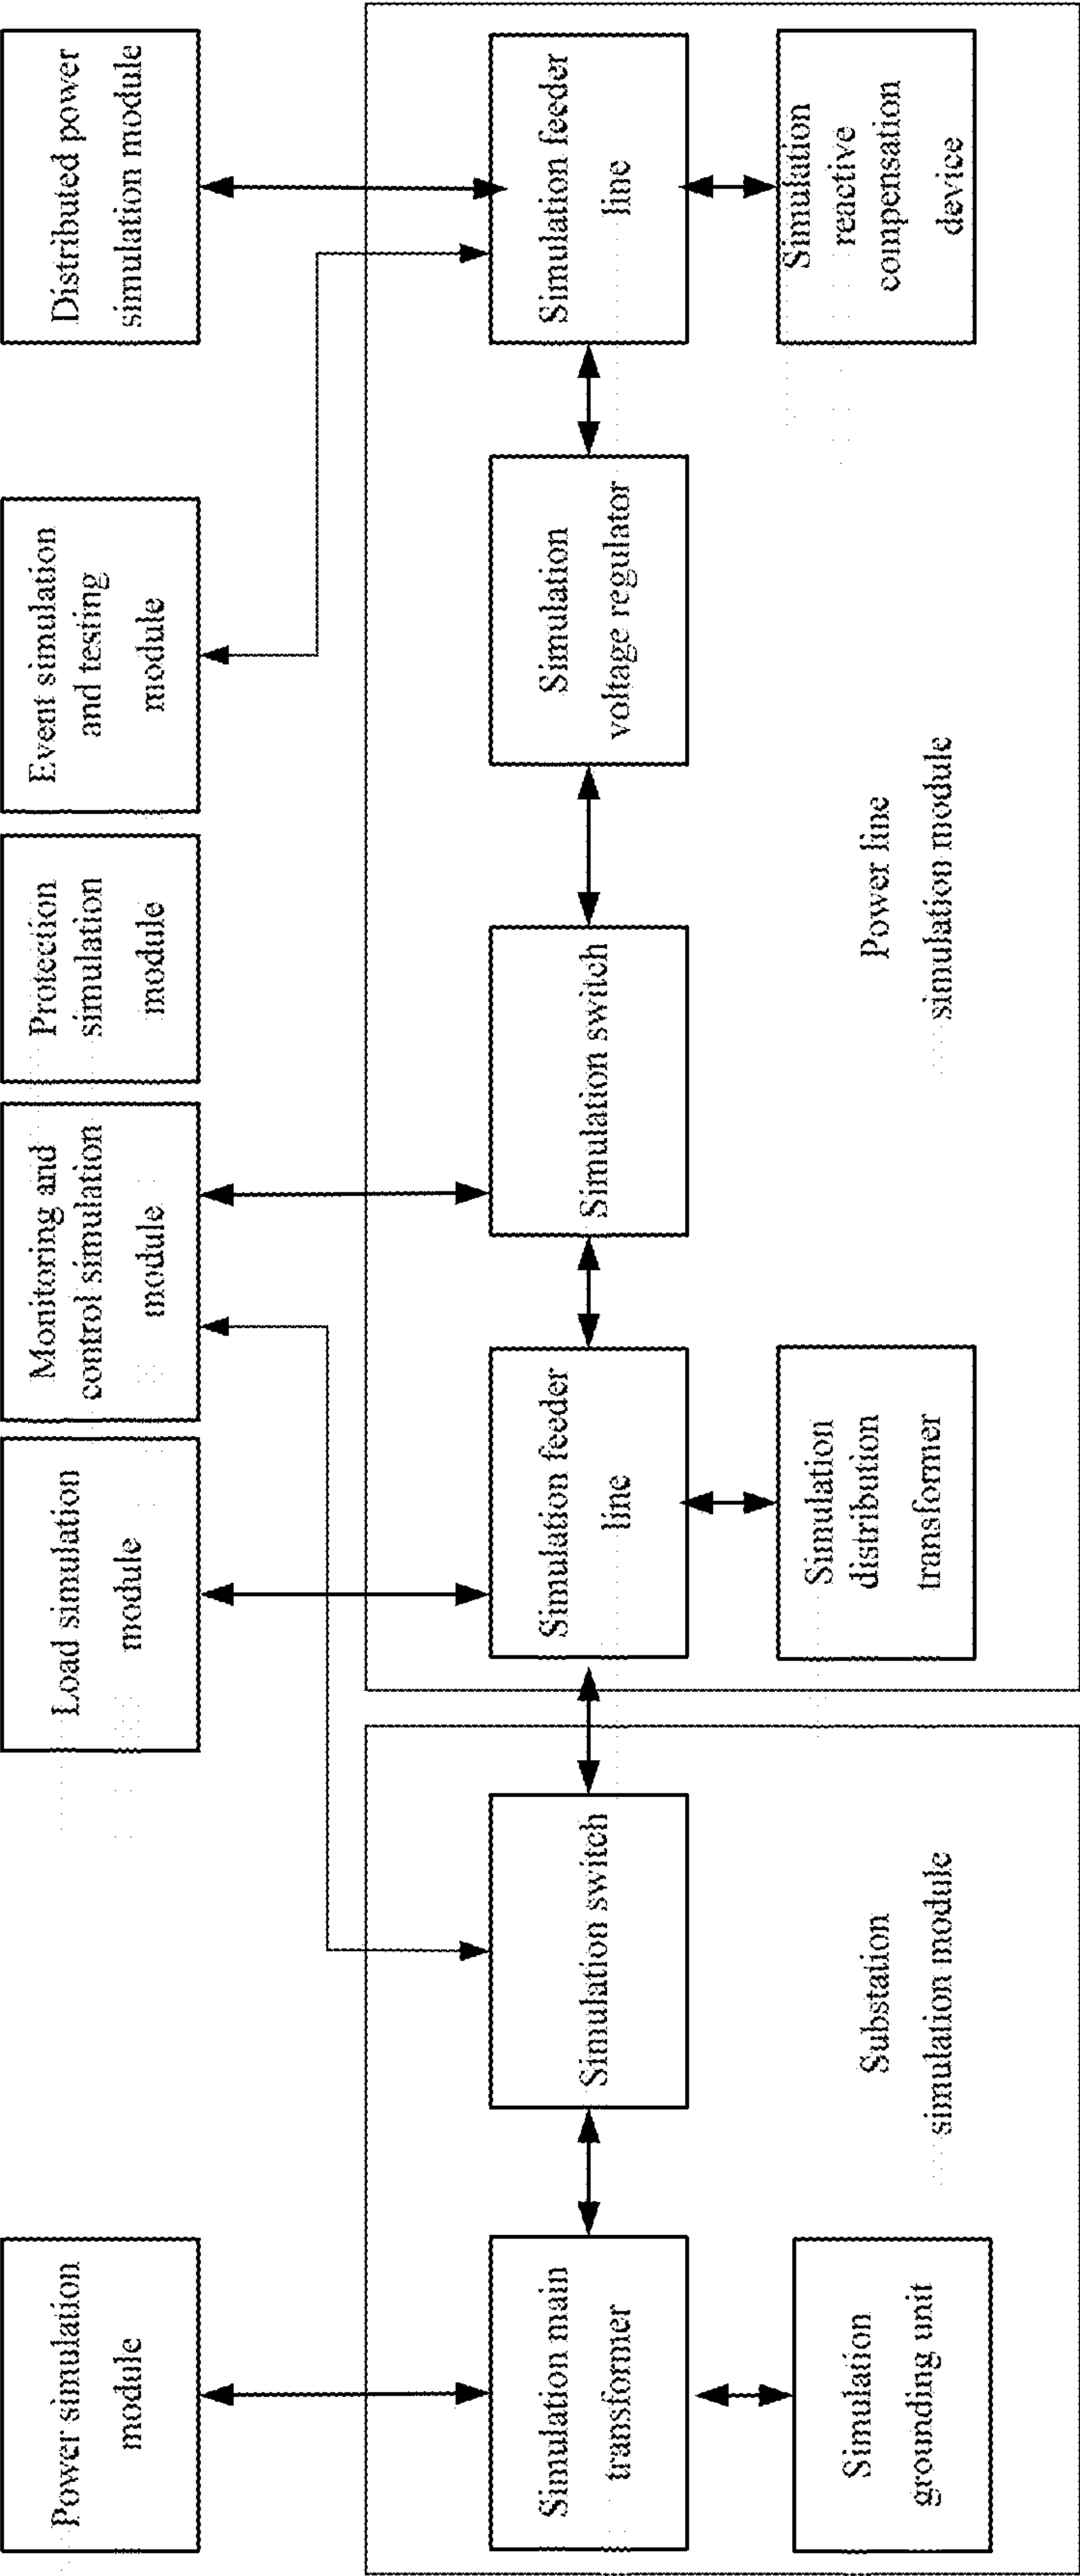 Power simulation
module
Load simulation
module
Monitoring and
control simulation
module
Protection
simulation
module
Event simulation
and testing
module
Distributed power
simulation module
Simulation main
transformer
Simulation switch
Simulation feeder
line
Simulation switch
Simulation
voltage regulator
Simulation feeder
line
Simulation
grounding unit
Substation
simulation module
Simulation
distribution
transformer
Power line
simulation module
Simulation
reactive
compensation
device